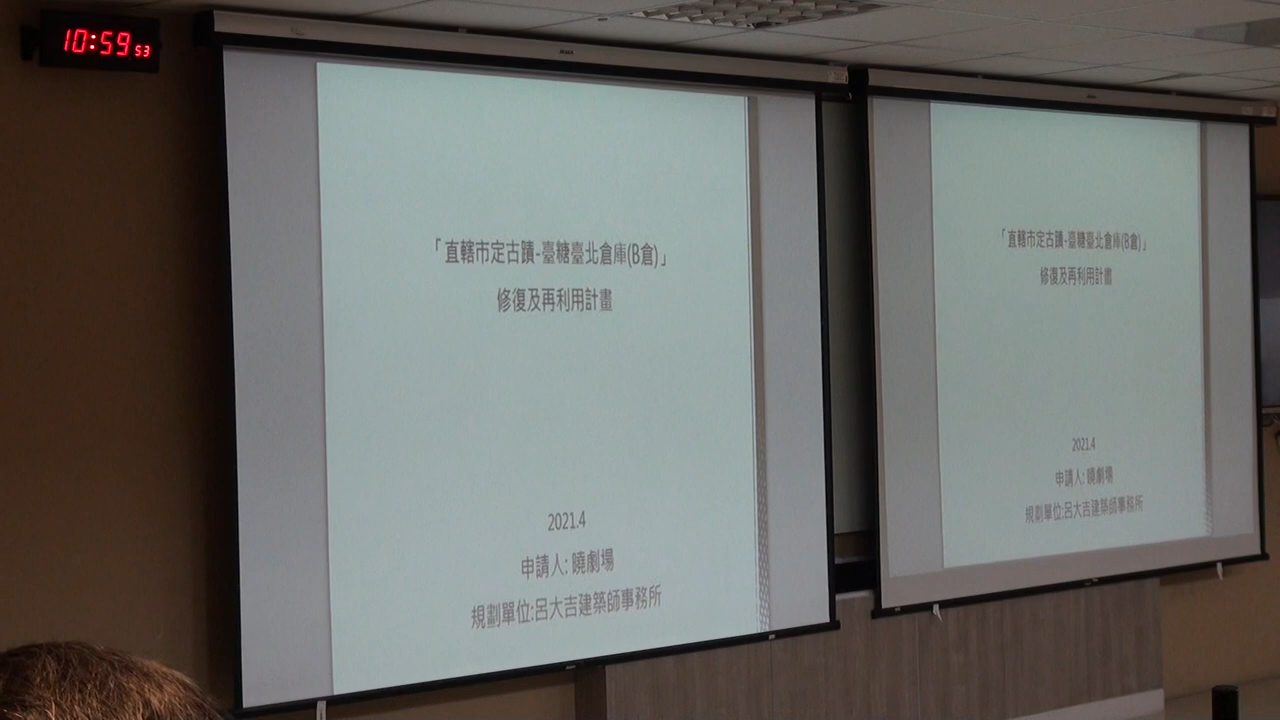 10:59 53
「直轄市定古蹟-臺糖臺北倉庫(B倉)」
修復及再利用計畫
2021.4
申請人: 曉劇場
規劃單位:呂大吉建築師事務所
「直轄市定古蹟-臺糖臺北倉庫(B倉)」
修復及再利用計畫
2021.4
申請人: 曉劇場
規劃單位:呂大吉建築師事務所